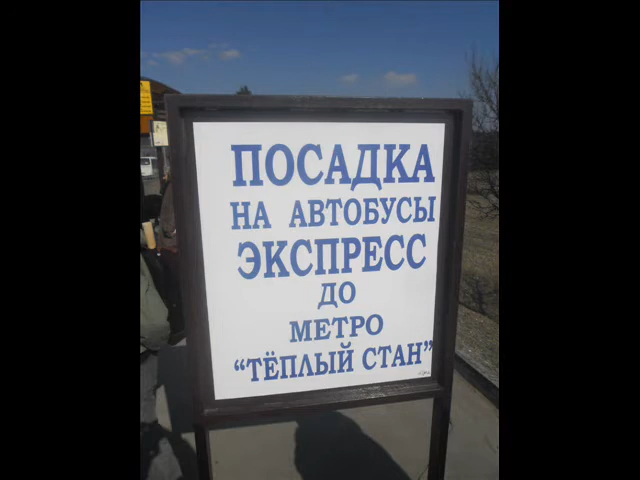 ПОСАДКА
НА АВТОБУСЫ
ЭКСПРЕСС
ДО
МЕТРО
“ТЁПЛЫЙ СТАН”